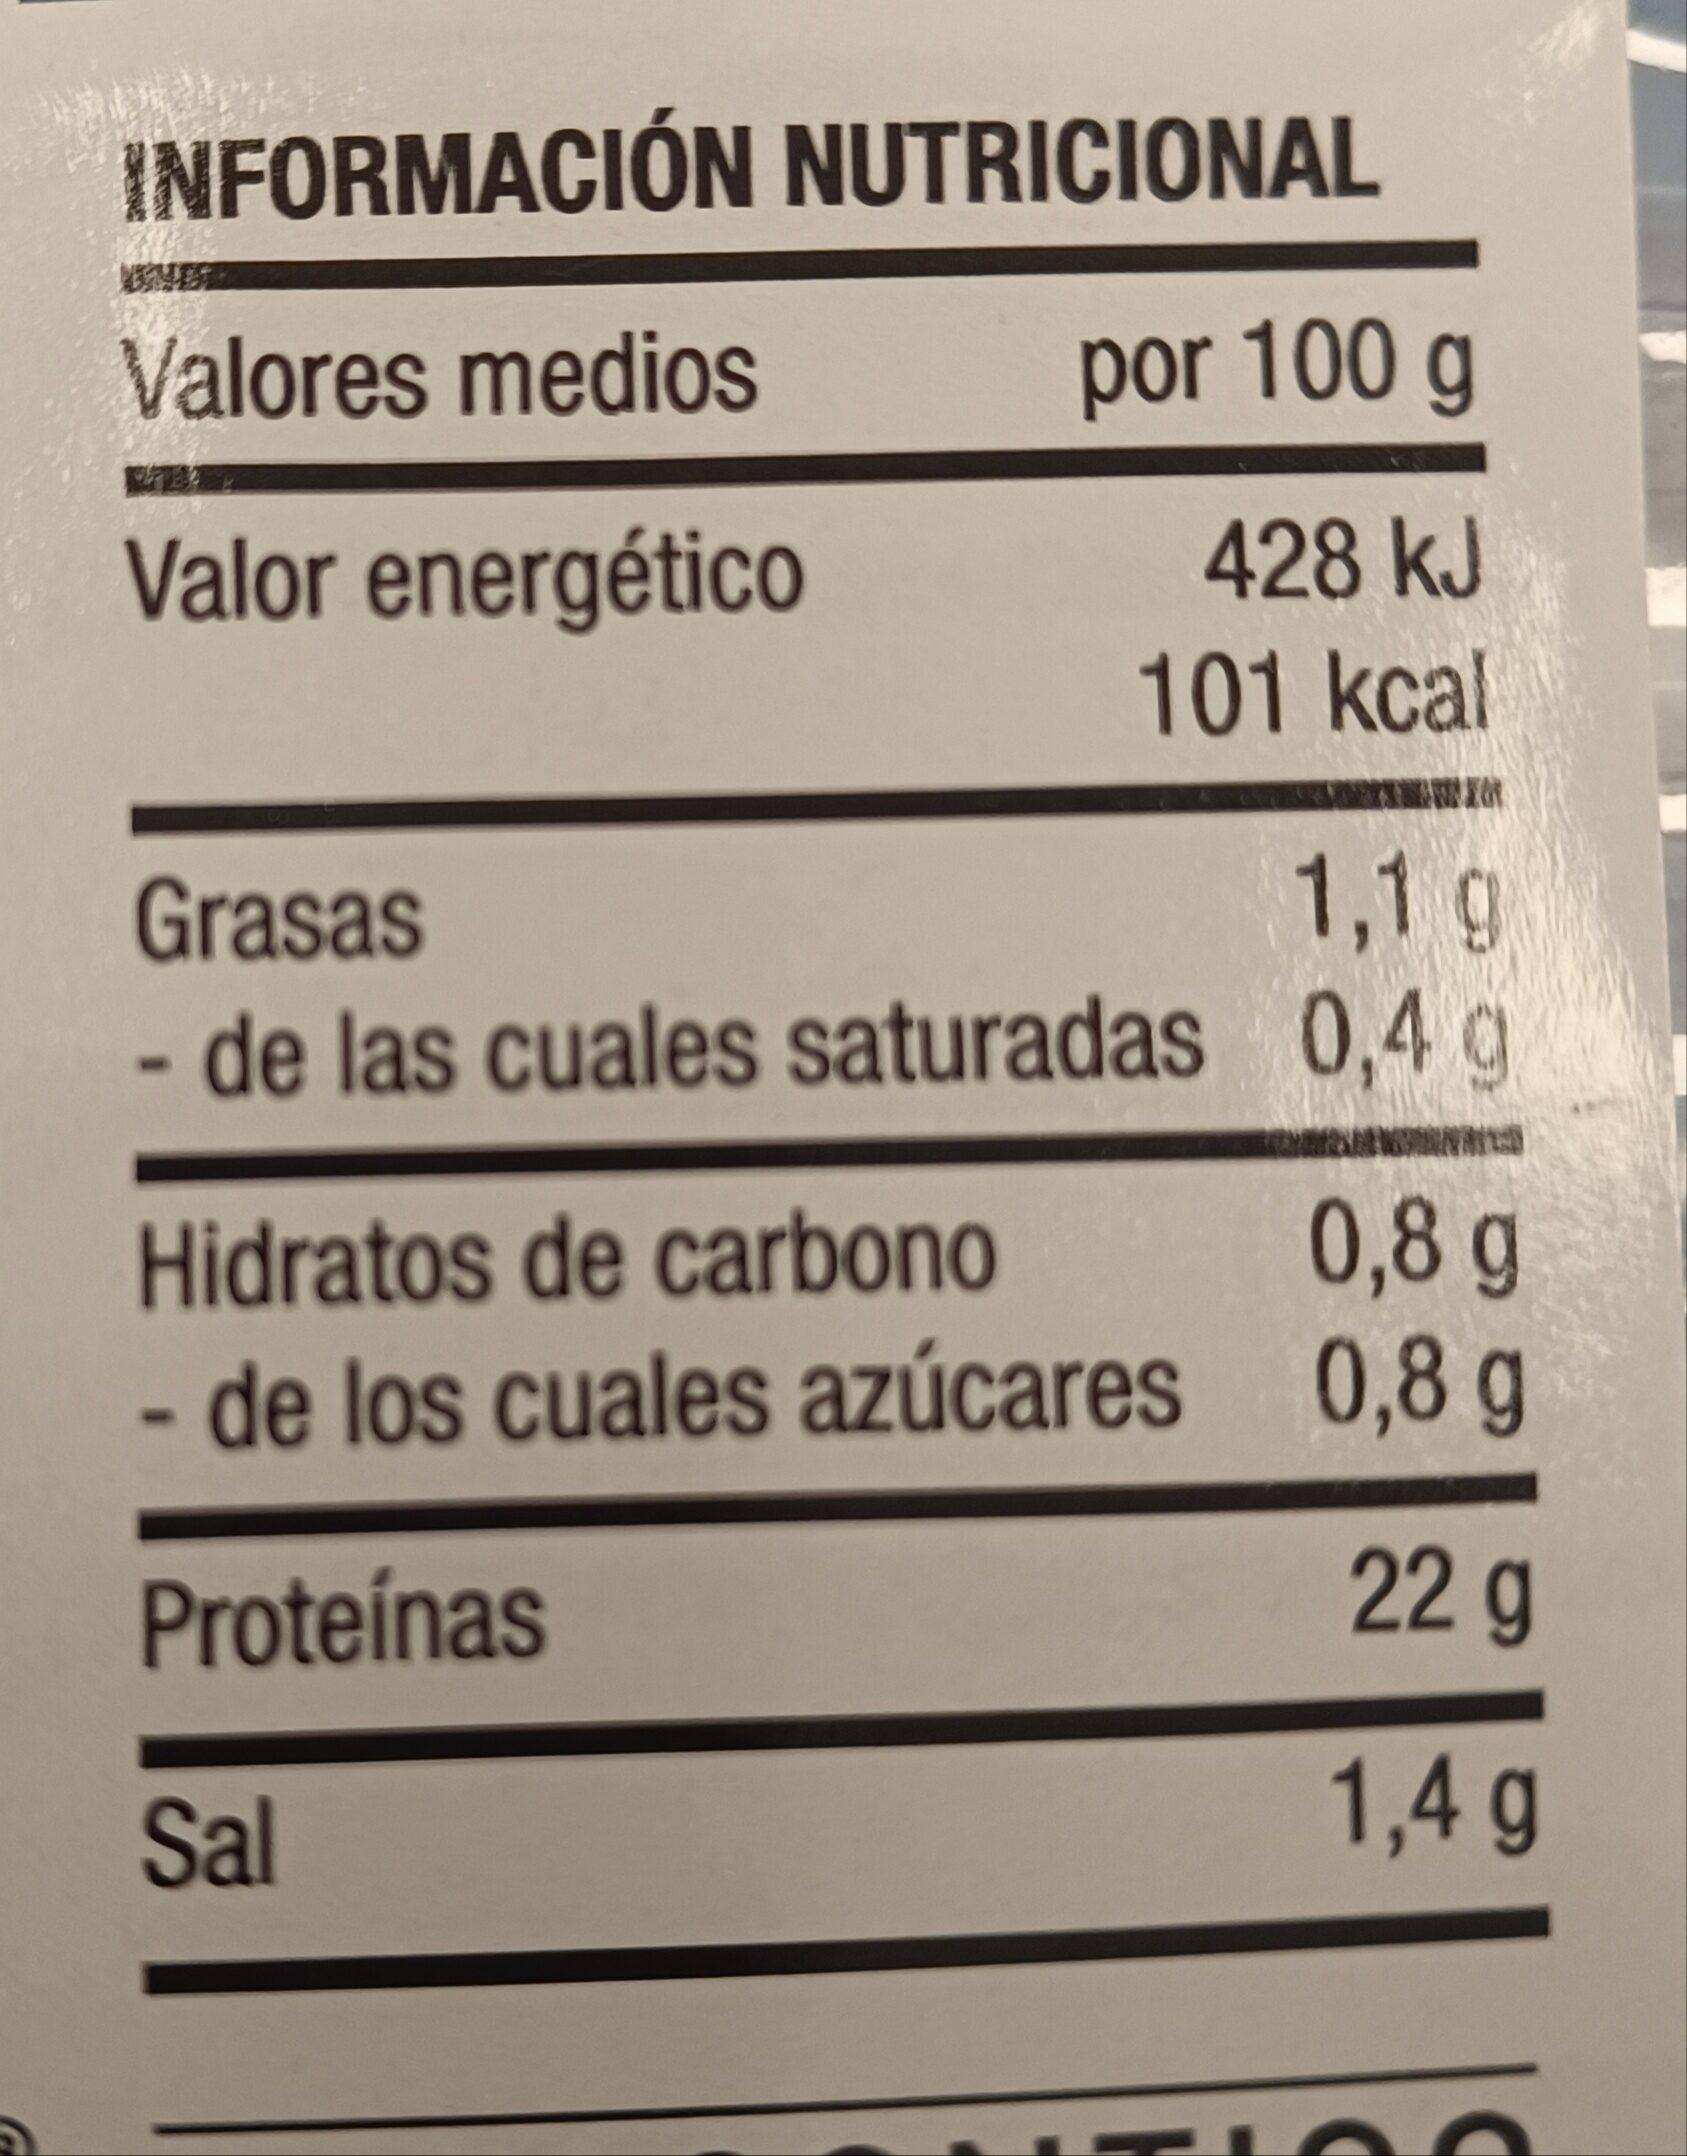 INFORMACIÓN NUTRICIONAL
Valores medios por 100 g
Valor energético 428 kJ
101 kcal
Grasas 1,1 g
- de las cuales saturadas 0,4 g
Hidratos de carbono 0,8 g
- de los cuales azúcares 0,8 g
Proteínas 22 g
Sal 1,4 g